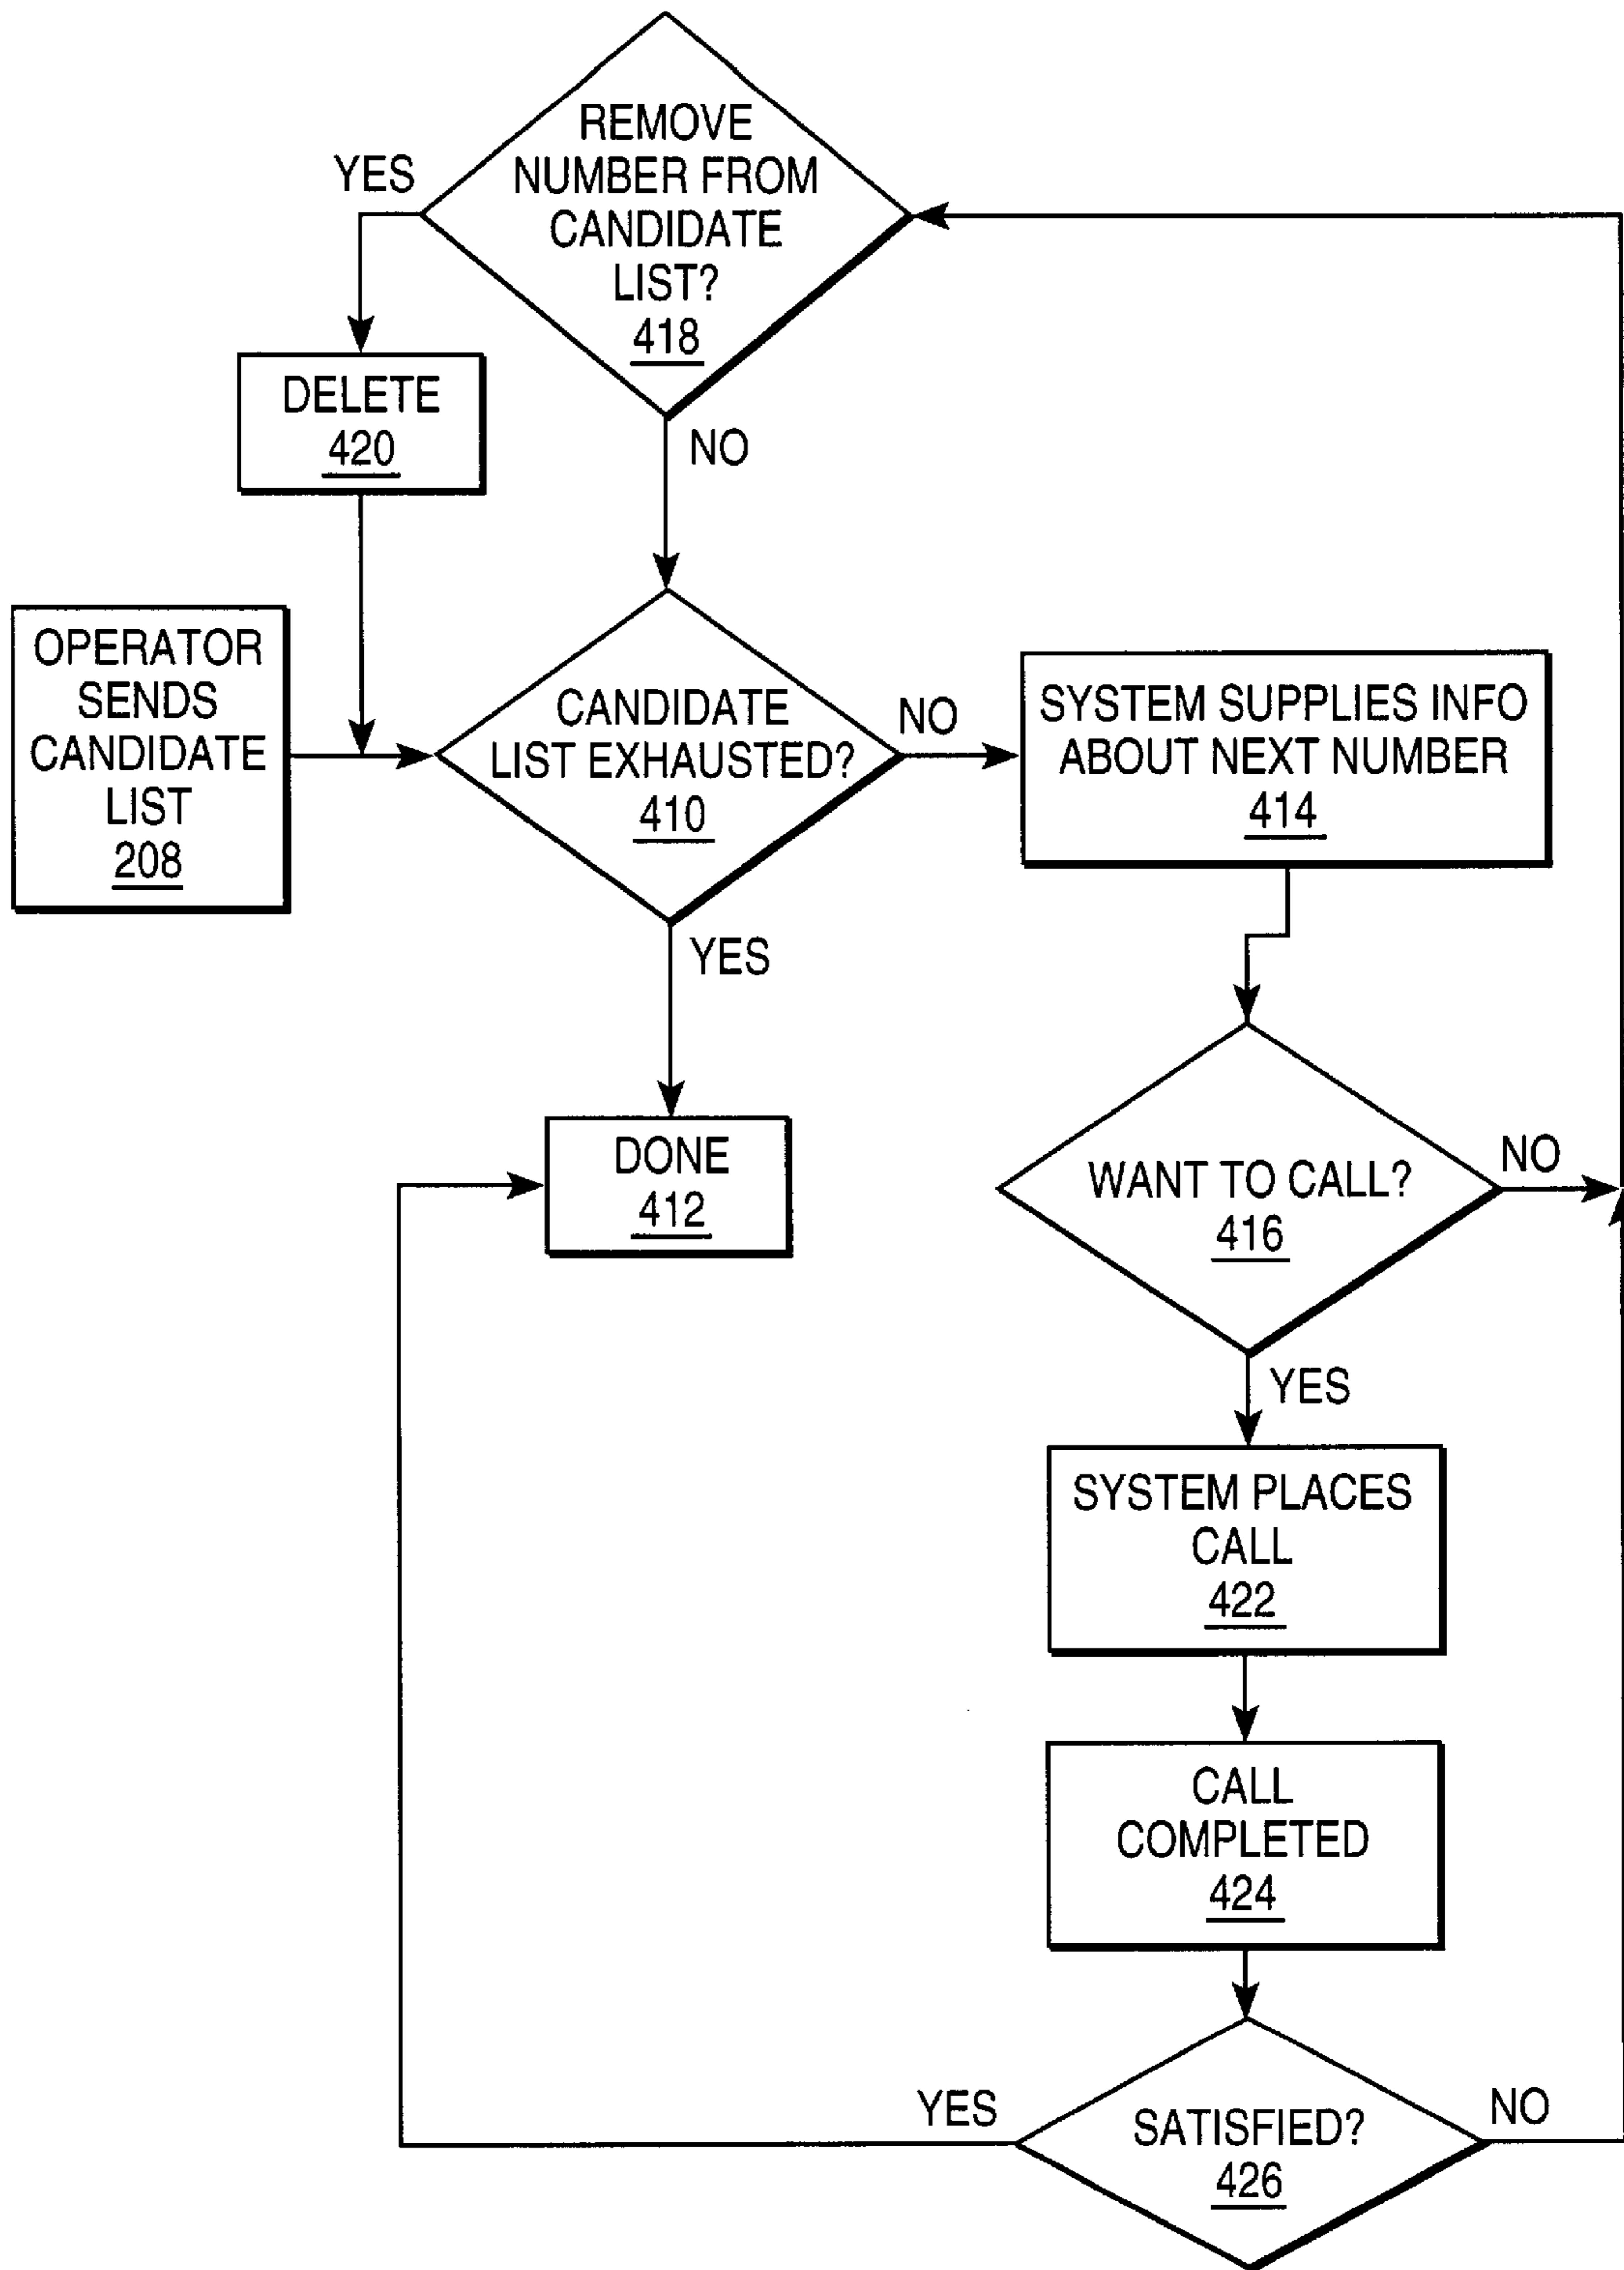 REMOVE
NUMBER FROM
CANDIDATE
LIST?
418
YES
NO
DELETE
420
OPERATOR
SENDS
CANDIDATE
LIST
208
CANDIDATE
LIST EXHAUSTED?
410
NO
YES
SYSTEM SUPPLIES INFO
ABOUT NEXT NUMBER
414
DONE
412
WANT TO CALL?
416
NO
YES
SYSTEM PLACES
CALL
422
CALL
COMPLETED
424
SATISFIED?
426
YES
NO